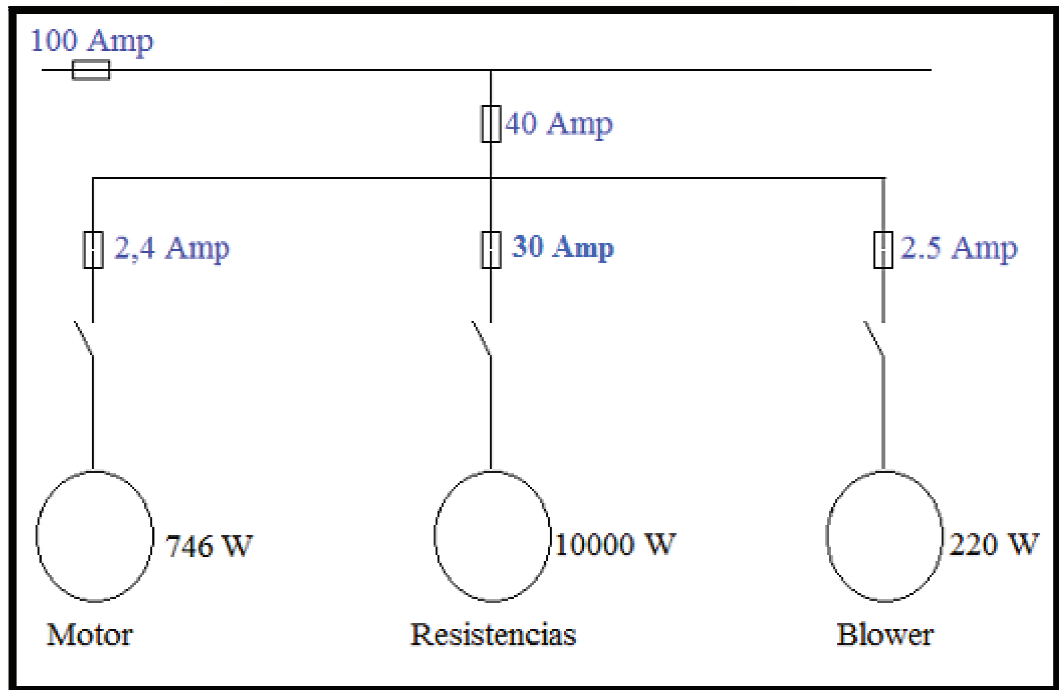 100 Amp
40 Amp
2,4 Amp
30 Amp
2.5 Amp
746 W
10000 W
220 W
Motor
Resistencias
Blower